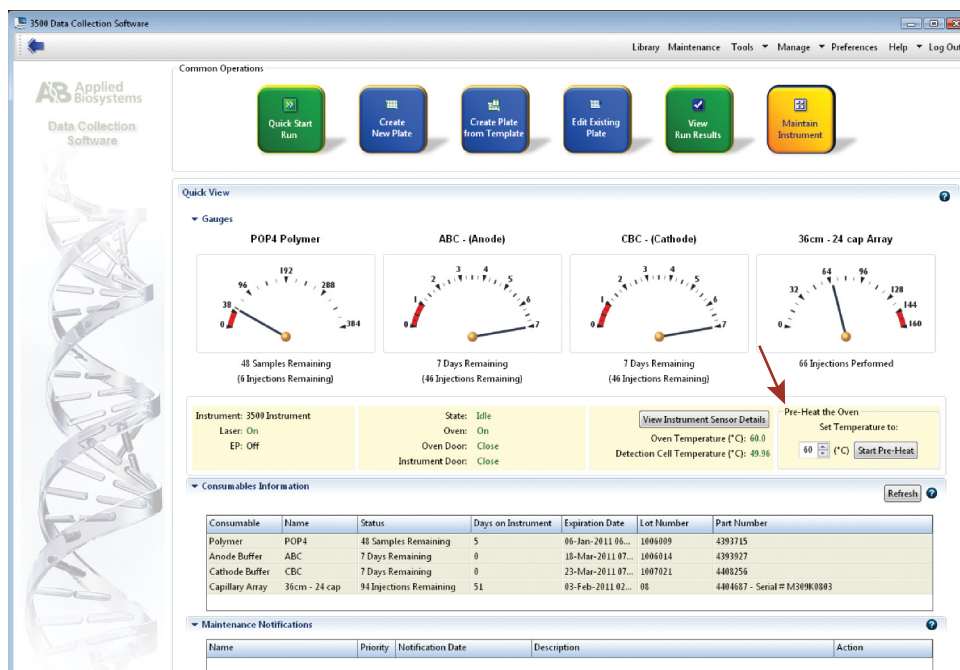 3500 Data Collection Software
Library Maintenance Tools Manage Preferences Help Log Out
AB Applied Biosystems
Data Collection
Software
Common Operations
Quick Start
Run
Create
New Plate
Create Plate
from Template
Edit Existing
Plate
View
Run Results
Maintain
Instrument
Quick View
Gauges
POP4 Polymer
0 38 96 192 288 384
48 Samples Remaining
(6 Injections Remaining)
ABC - (Anode)
0 1 2 3 4 5 6 7
7 Days Remaining
(46 Injections Remaining)
CBC - (Cathode)
0 1 2 3 4 5 6 7
7 Days Remaining
(46 Injections Remaining)
36cm - 24 cap Array
0 32 64 96 128 144 160
66 Injections Performed
Instrument: 3500 Instrument
Laser: On
EP: Off
State: Idle
Oven: On
Oven Door: Close
Instrument Door: Close
View Instrument Sensor Details
Oven Temperature (°C): 60.0
Detection Cell Temperature (°C): 49.96
Pre-Heat the Oven
Set Temperature to:
60 (°C) Start Pre-Heat
Consumables Information
Refresh
Consumable Name Status Days on Instrument Expiration Date Lot Number Part Number
Polymer POP4 48 Samples Remaining 5 06-Jan-2011 06... 1006009 4393715
Anode Buffer ABC 7 Days Remaining 0 18-Mar-2011 07... 1006014 4393927
Cathode Buffer CBC 7 Days Remaining 0 23-Mar-2011 07... 1007021 4408256
Capillary Array 36cm - 24 cap 94 Injections Remaining 51 03-Feb-2011 02... 08 4404687 - Serial # M309K0803
Maintenance Notifications
Name Priority Notification Date Description Action